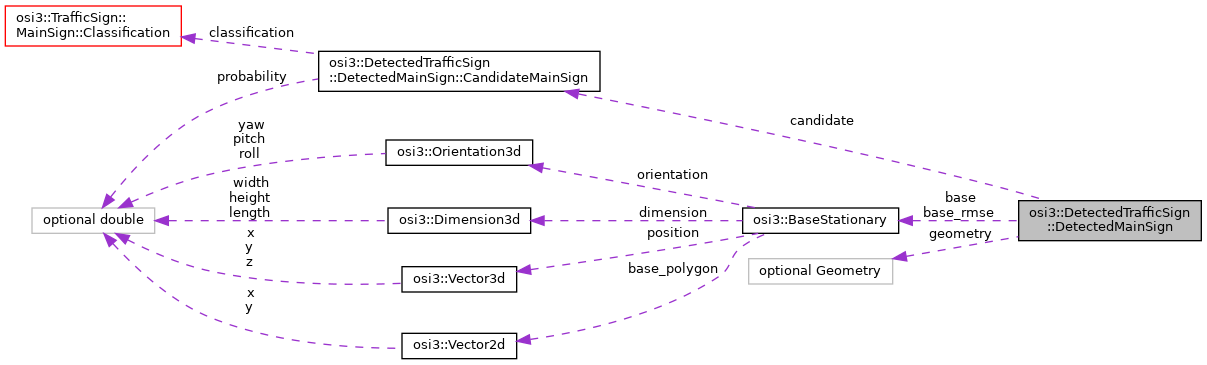 osi3::TrafficSign::
MainSign::Classification
classification
osi3::DetectedTrafficSign
::DetectedMainSign::CandidateMainSign
probability
candidate
yaw
pitch
roll
osi3::Orientation3d
orientation
width
height
length
optional double
osi3::Dimension3d
dimension
osi3::BaseStationary
base
base_rmse
osi3::DetectedTrafficSign
::DetectedMainSign
position
geometry
x
y
z
osi3::Vector3d
base_polygon
optional Geometry
x
y
osi3::Vector2d